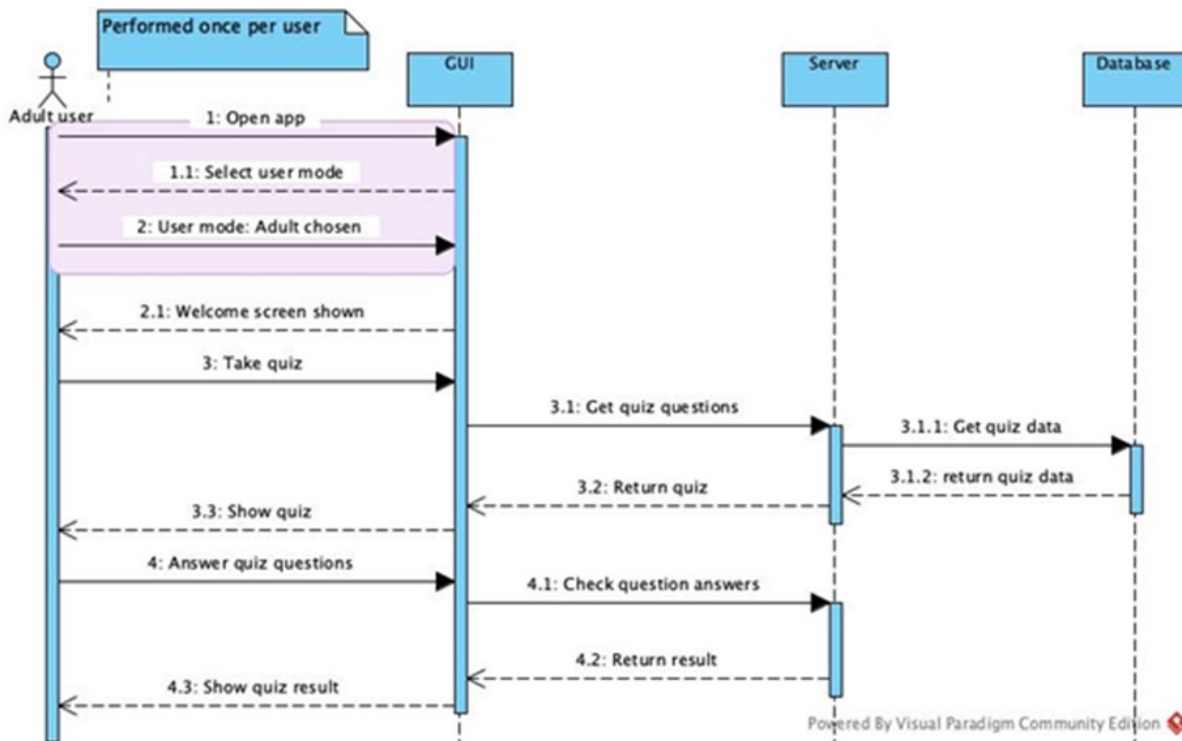 Performed once per user
GUI
Server
Database
Adult user
1: Open app
1.1: Select user mode
2: User mode: Adult chosen
2.1: Welcome screen shown
3: Take quiz
3.1: Get quiz questions
3.1.1: Get quiz data
3.1.2: return quiz data
3.2: Return quiz
3.3: Show quiz
4: Answer quiz questions
4.1: Check question answers
4.2: Return result
4.3: Show quiz result
Powered By Visual Paradigm Community Edition